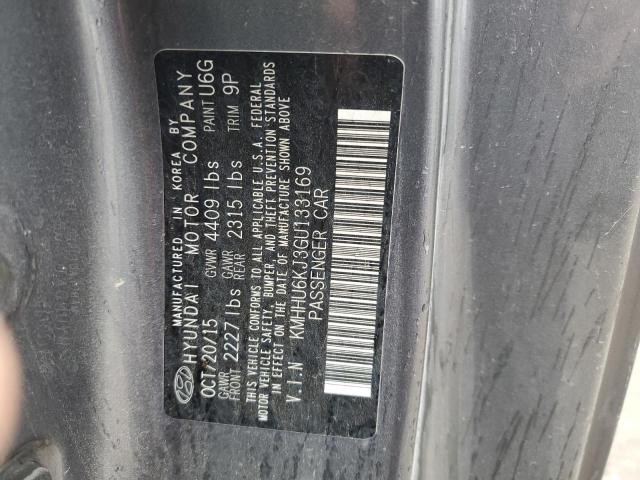 MANUFACTURED IN KOREA BY
HYUNDAI MOTOR COMPANY
OCT/20/15 GVWR 4409 lbs PAINT U6G
GAWR FRONT 2227 lbs GAWR REAR 2315 lbs TRIM 9P
THIS VEHICLE CONFORMS TO ALL APPLICABLE U.S.A. FEDERAL
MOTOR VEHICLE SAFETY, BUMPER, AND THEFT PREVENTION STANDARDS
IN EFFECT ON THE DATE OF MANUFACTURE SHOWN ABOVE
V.I.N KMHHU6KJ3GU133169
PASSENGER CAR